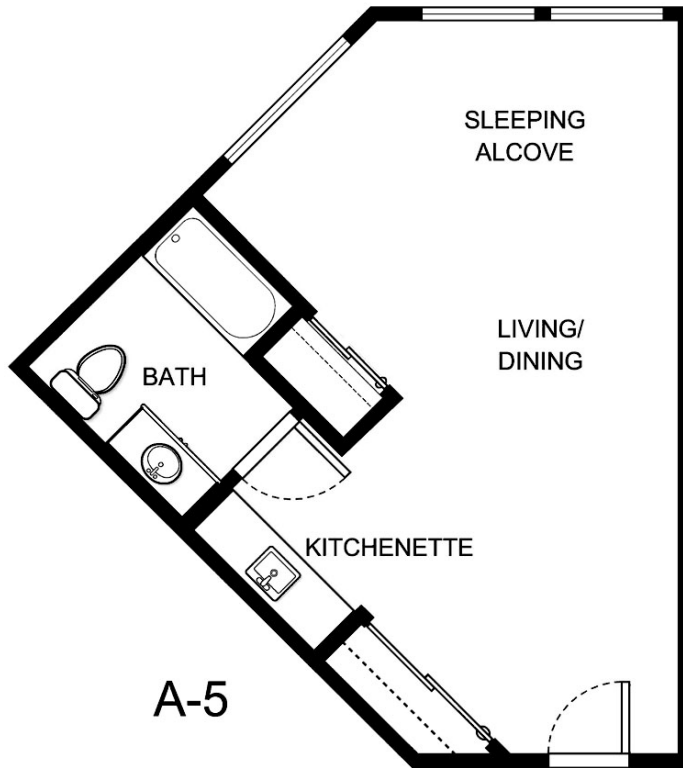 SLEEPING
ALCOVE
LIVING/
DINING
BATH
KITCHENETTE
A-5